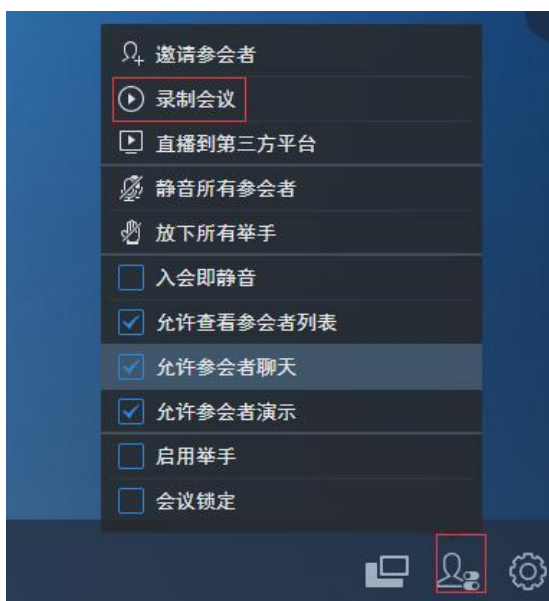 邀请参会者
录制会议
直播到第三方平台
静音所有参会者
放下所有举手
入会即静音
允许查看参会者列表
允许参会者聊天
允许参会者演示
启用举手
会议锁定